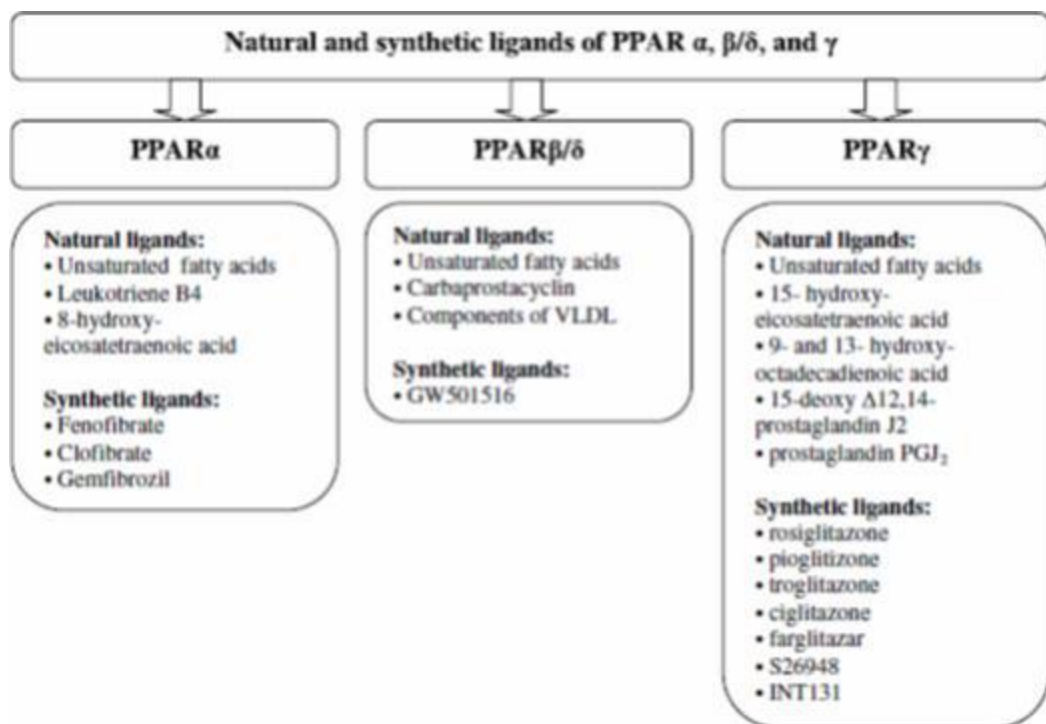 Natural and synthetic ligands of PPAR α, β/δ, and γ
PPARα
Natural ligands:
• Unsaturated fatty acids
• Leukotriene B4
• 8-hydroxy-
eicosatetraenoic acid
Synthetic ligands:
• Fenofibrate
• Clofibrate
• Gemfibrozil
PPARβ/δ
Natural ligands:
• Unsaturated fatty acids
• Carbaprostacyclin
• Components of VLDL
Synthetic ligands:
• GW501516
PPARγ
Natural ligands:
• Unsaturated fatty acids
• 15- hydroxy-
eicosatetraenoic acid
• 9- and 13- hydroxy-
octadecadienoic acid
• 15-deoxy Δ12,14-
prostaglandin J2
• prostaglandin PGJ₂
Synthetic ligands:
• rosiglitazone
• pioglitizone
• troglitazone
• ciglitazone
• farglitazar
• S26948
• INT131